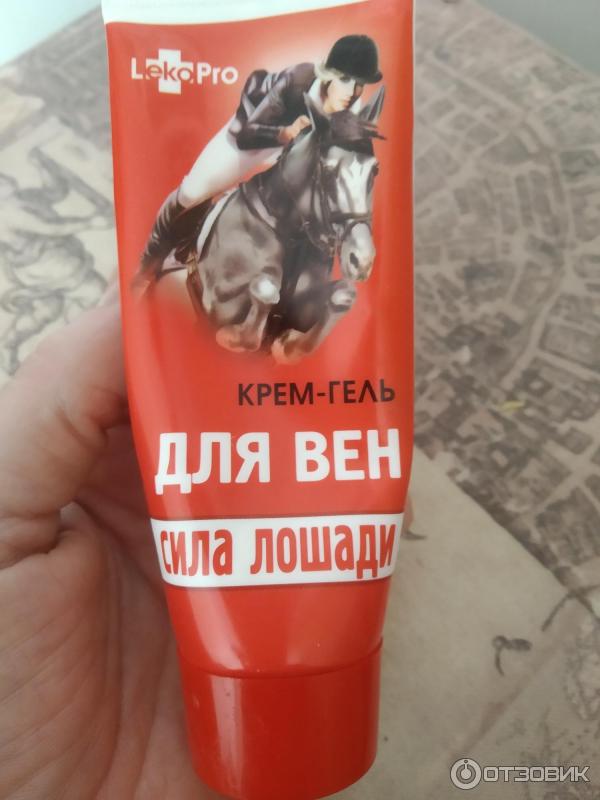 LekoPro
КРЕМ-ГЕЛЬ
ДЛЯ ВЕН
СИЛА ЛОШАДИ
ОТЗОВИК